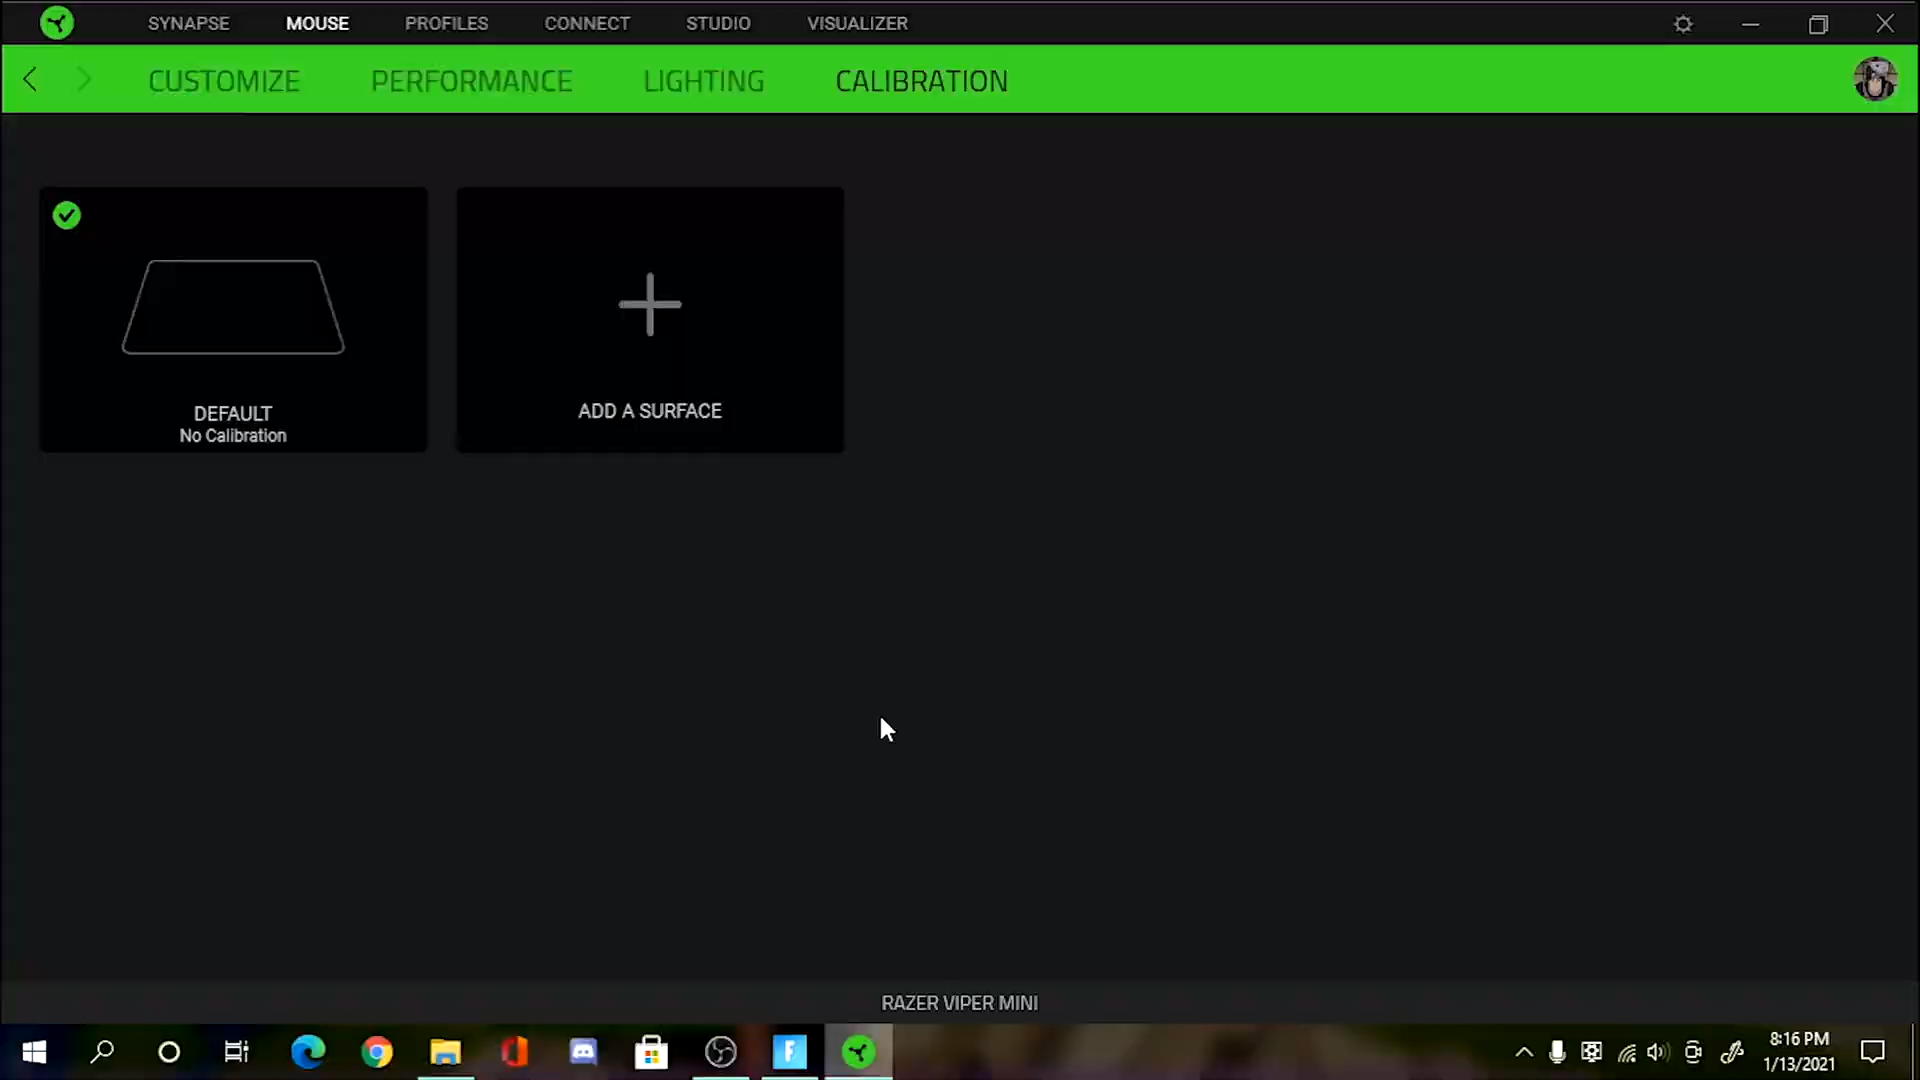 SYNAPSE MOUSE PROFILES CONNECT STUDIO VISUALIZER
CUSTOMIZE PERFORMANCE LIGHTING CALIBRATION
DEFAULT
No Calibration
ADD A SURFACE
RAZER VIPER MINI
8:16 PM
1/13/2021